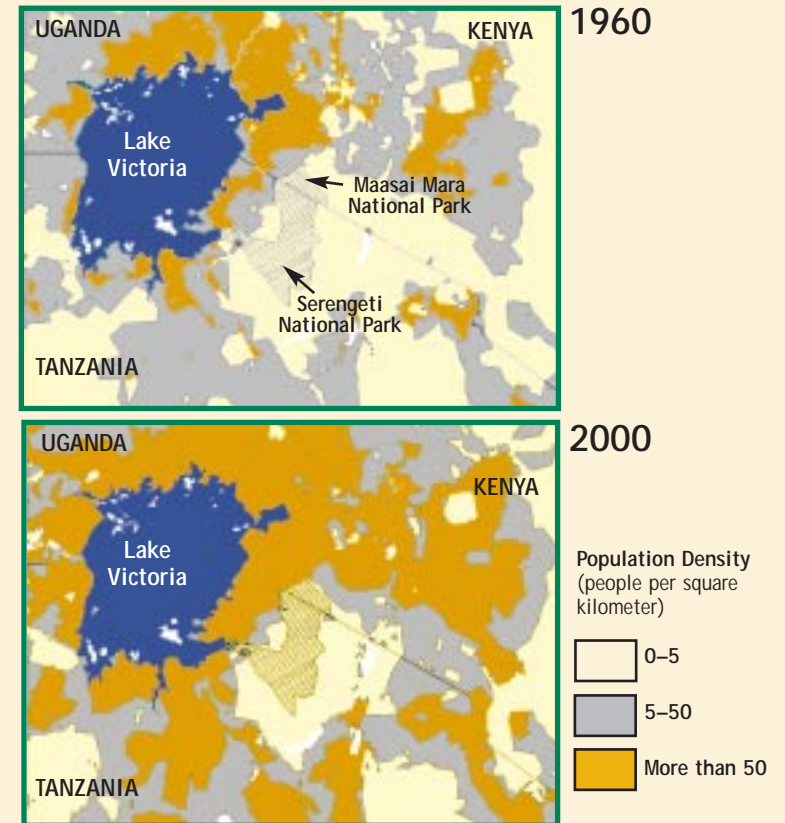 UGANDA
KENYA
1960
Lake
Victoria
Maasai Mara
National Park
Serengeti
National Park
TANZANIA
UGANDA
2000
KENYA
Lake
Victoria
TANZANIA
Population Density
(people per square
kilometer)
0–5
5–50
More than 50